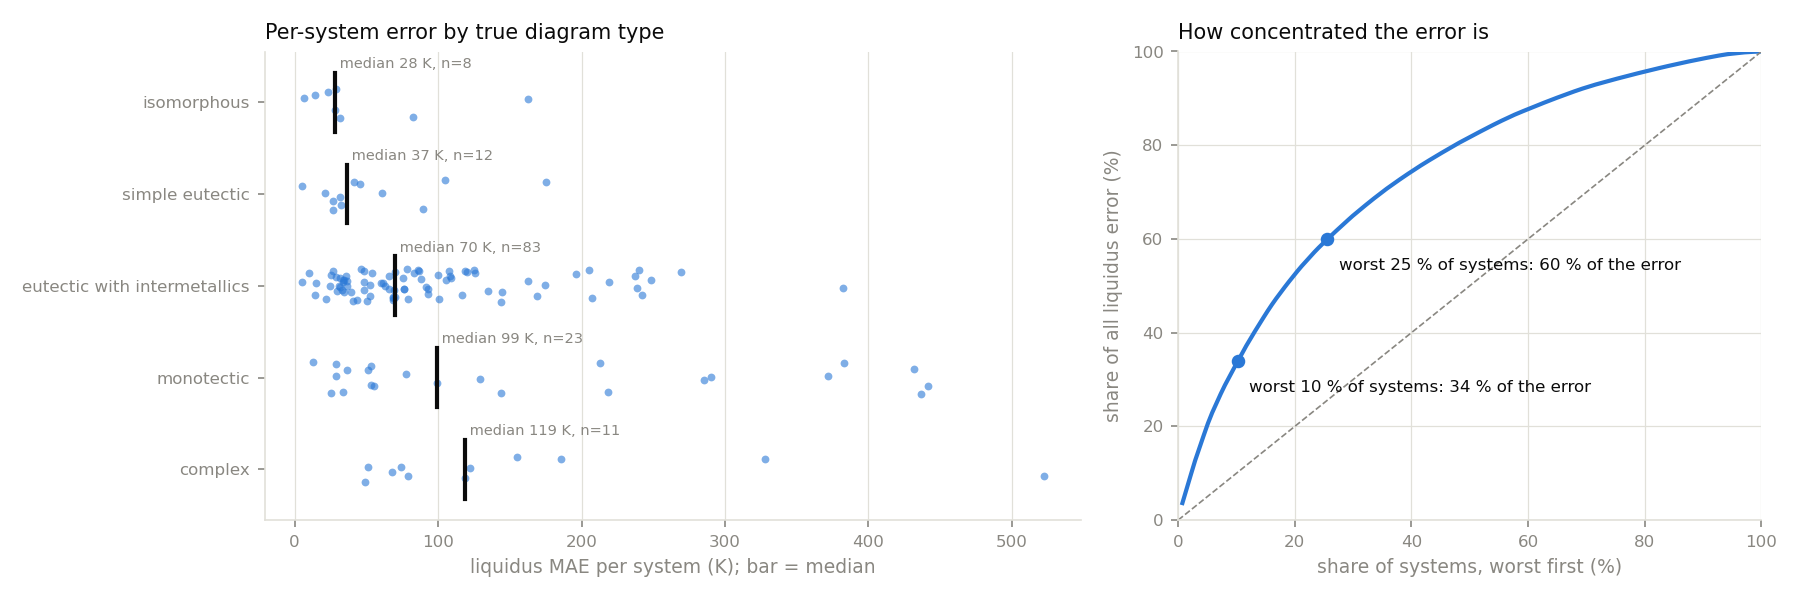 Per-system error by true diagram type
isomorphous
median 28 K, n=8
simple eutectic
median 37 K, n=12
eutectic with intermetallics
median 70 K, n=83
monotectic
median 99 K, n=23
complex
median 119 K, n=11
0 100 200 300 400 500
liquidus MAE per system (K); bar = median
How concentrated the error is
share of all liquidus error (%)
100
80
60
40
20
0
worst 25 % of systems: 60 % of the error
worst 10 % of systems: 34 % of the error
0 20 40 60 80 100
share of systems, worst first (%)